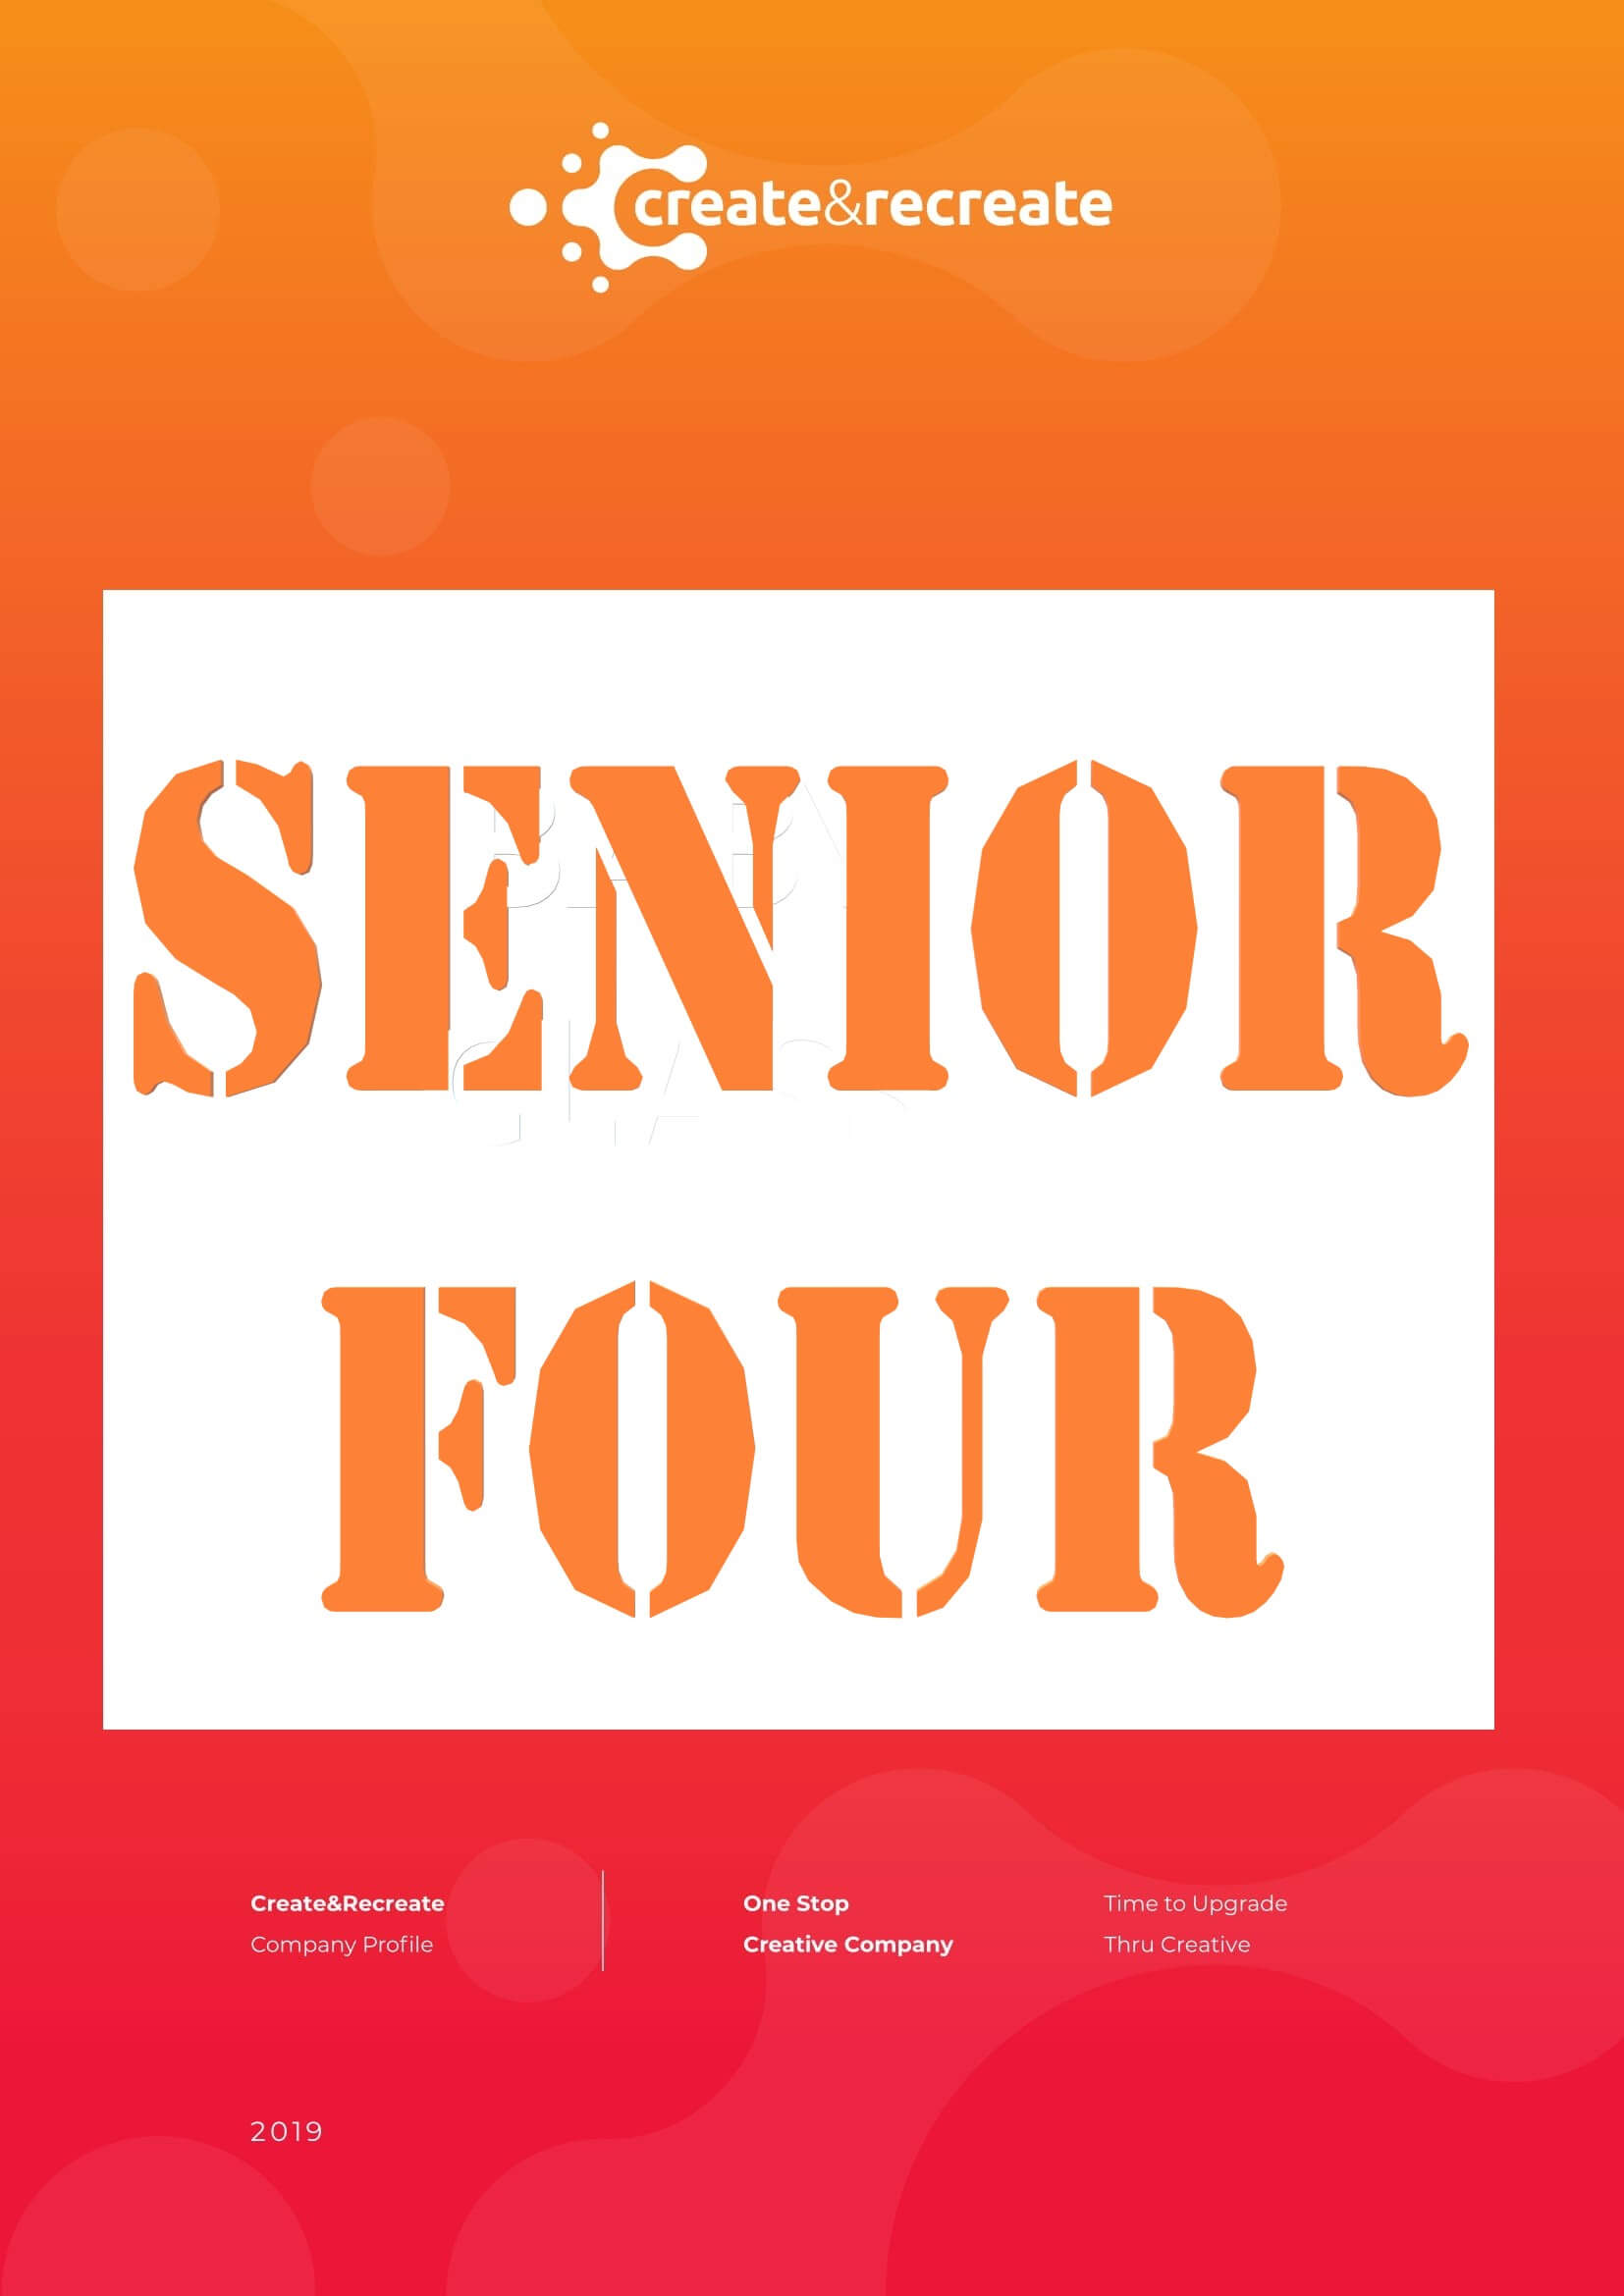 create&recreate
SENIOR
FOUR
Create&Recreate
Company Profile
One Stop
Creative Company
Time to Upgrade
Thru Creative
2019